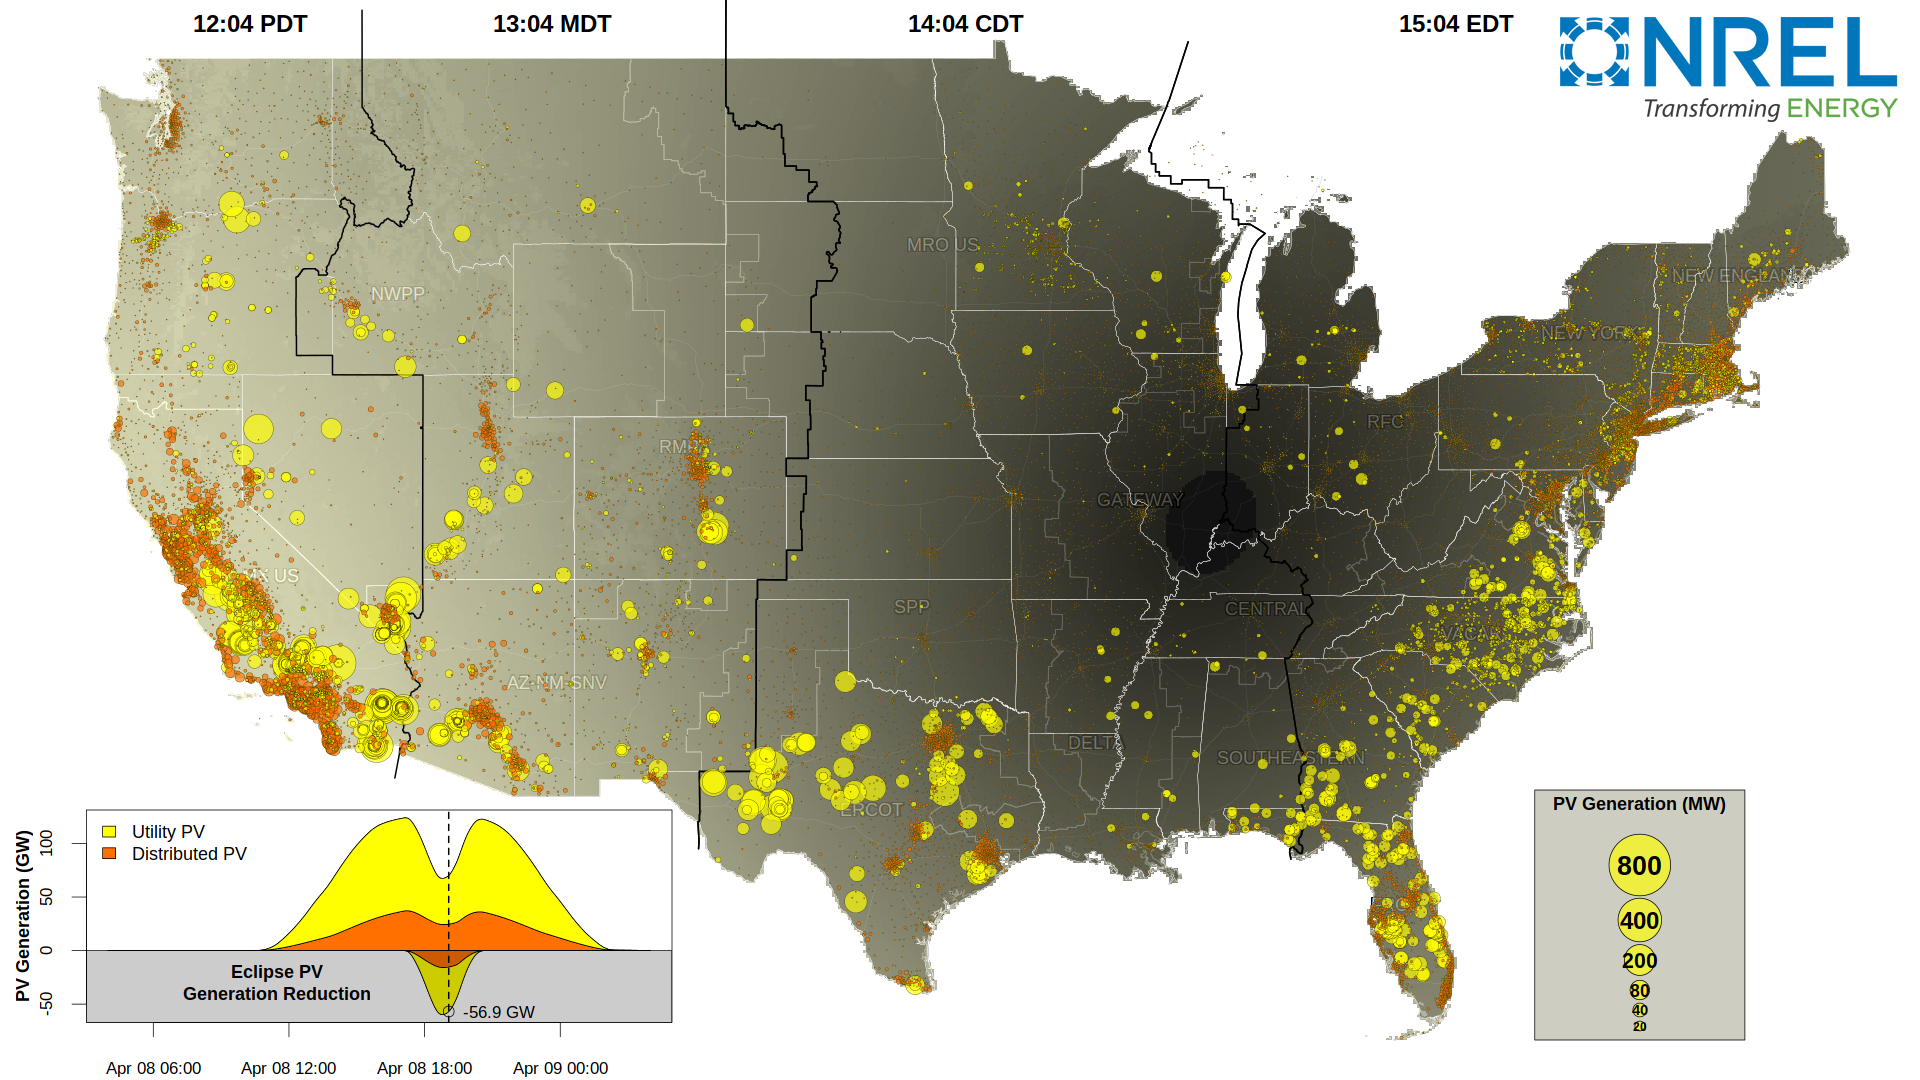 12:04 PDT
13:04 MDT
14:04 CDT
15:04 EDT
NREL
Transforming ENERGY
MRO US
NWPP
NEW ENGLAND
NEW YORK
RFC
GATEWAY
US
SPP
CENTRAL
VACAR
AZ-NM-SNV
DELTA
SOUTHEASTERN
ERCOT
PV Generation (GW)
100
50
0
-50
Utility PV
Distributed PV
Eclipse PV
Generation Reduction
-56.9 GW
Apr 08 06:00
Apr 08 12:00
Apr 08 18:00
Apr 09 00:00
PV Generation (MW)
800
400
200
80
40
20